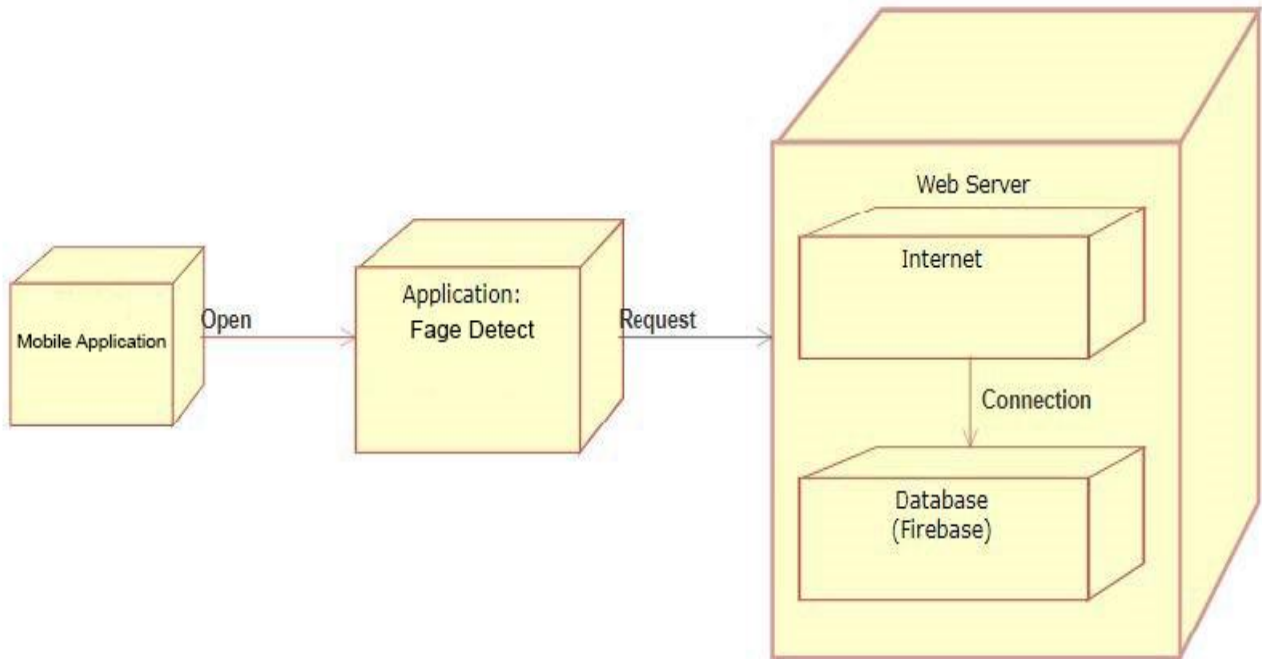 Web Server
Internet
Mobile Application
Open
Application:
Fage Detect
Request
Connection
Database
(Firebase)